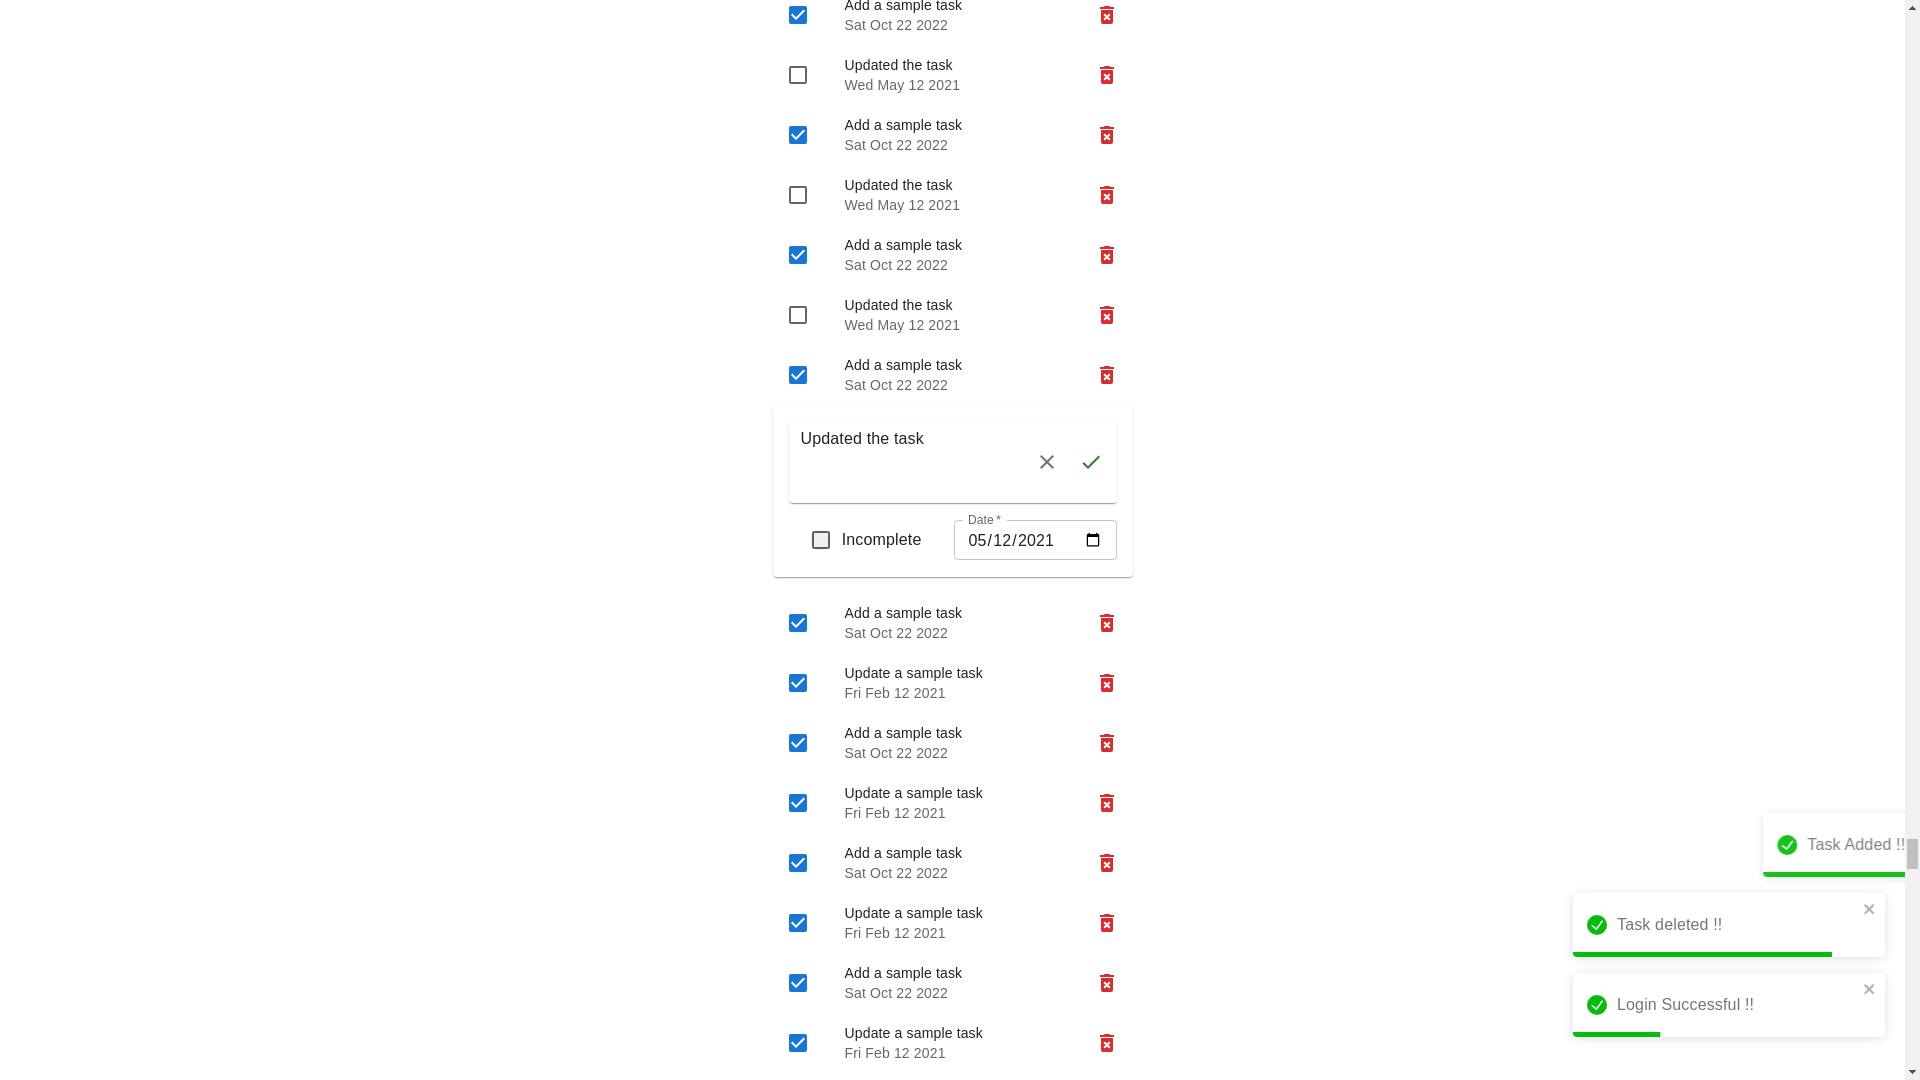 Add a sample task
Sat Oct 22 2022
Updated the task
Wed May 12 2021
Add a sample task
Sat Oct 22 2022
Updated the task
Wed May 12 2021
Add a sample task
Sat Oct 22 2022
Updated the task
Wed May 12 2021
Add a sample task
Sat Oct 22 2022
Updated the task
Date *
Incomplete
05/12/2021
Add a sample task
Sat Oct 22 2022
Update a sample task
Fri Feb 12 2021
Add a sample task
Sat Oct 22 2022
Update a sample task
Fri Feb 12 2021
Add a sample task
Sat Oct 22 2022
Update a sample task
Fri Feb 12 2021
Add a sample task
Sat Oct 22 2022
Update a sample task
Fri Feb 12 2021
Task Added !!
Task deleted !!
Login Successful !!